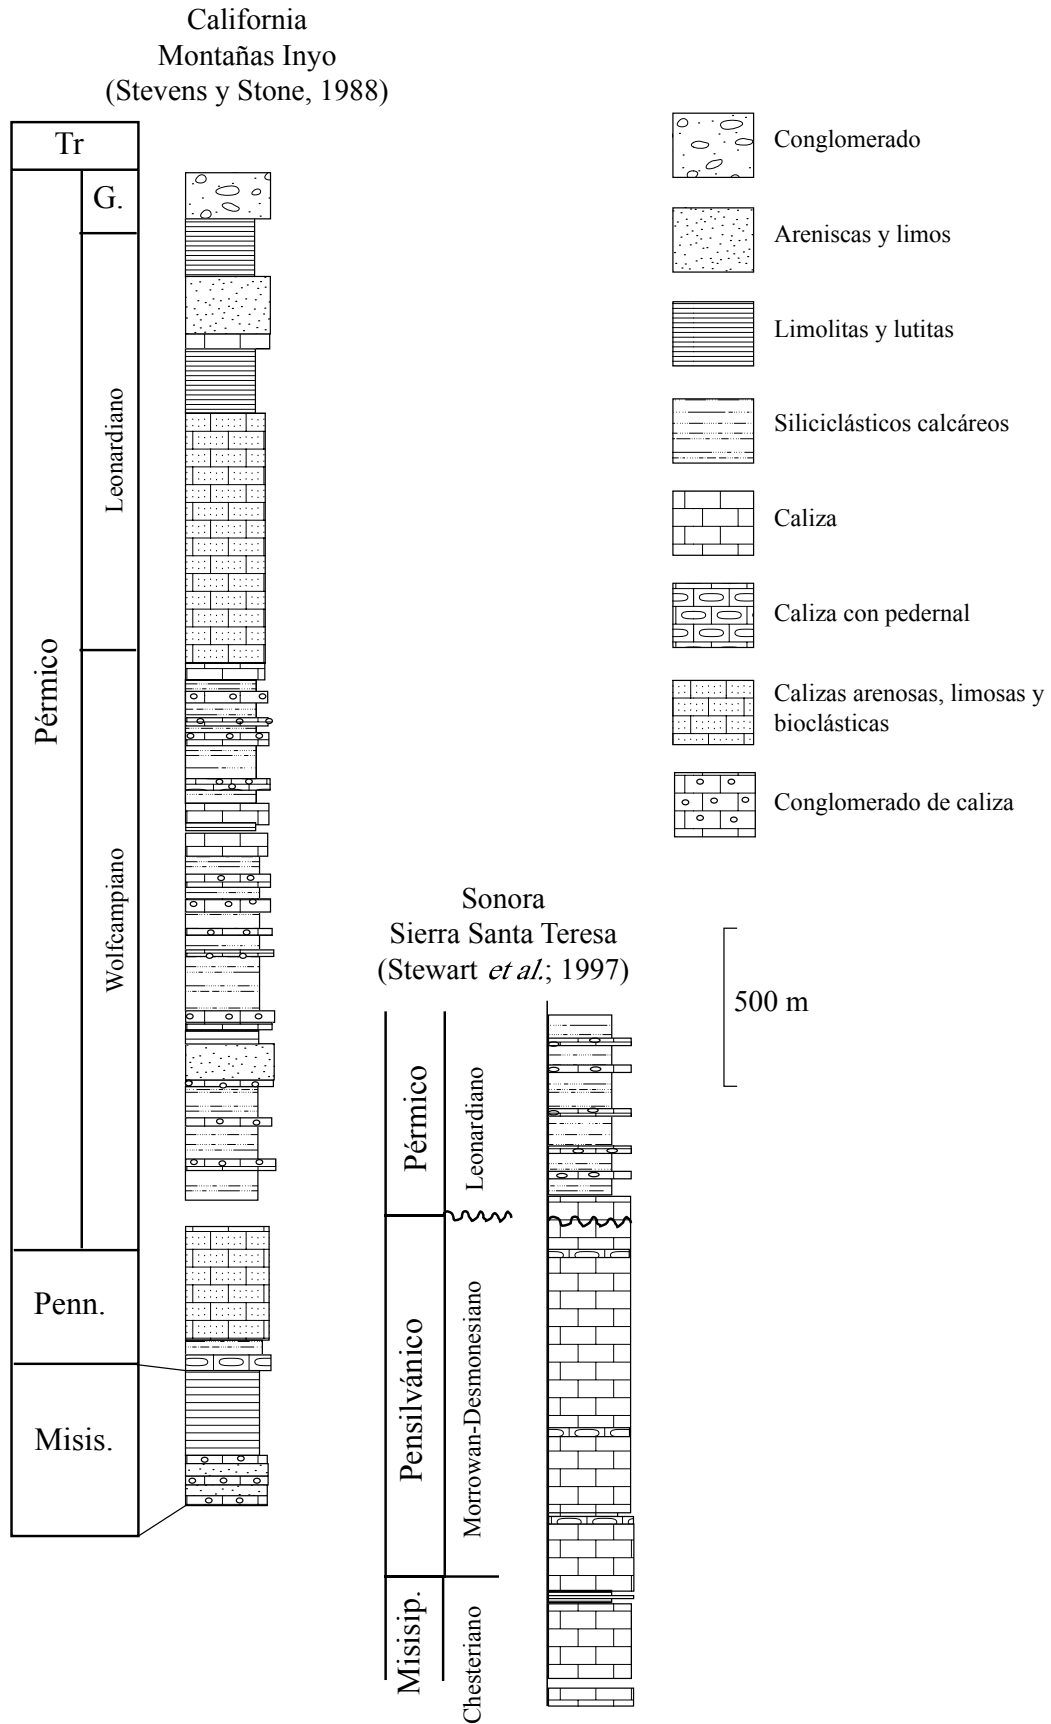 California
Montañas Inyo
(Stevens y Stone, 1988)
Tr
G.
Leonardiano
Pérmico
Wolfcampiano
Penn.
Misis.
Conglomerado
Areniscas y limos
Limolitas y lutitas
Siliciclásticos calcáreos
Caliza
Caliza con pedernal
Calizas arenosas, limosas y
bioclásticas
Conglomerado de caliza
Sonora
Sierra Santa Teresa
(Stewart et al.; 1997)
500 m
Pérmico
Leonardiano
Pensilvánico
Morrowan-Desmonesiano
Misisip.
Chesteriano